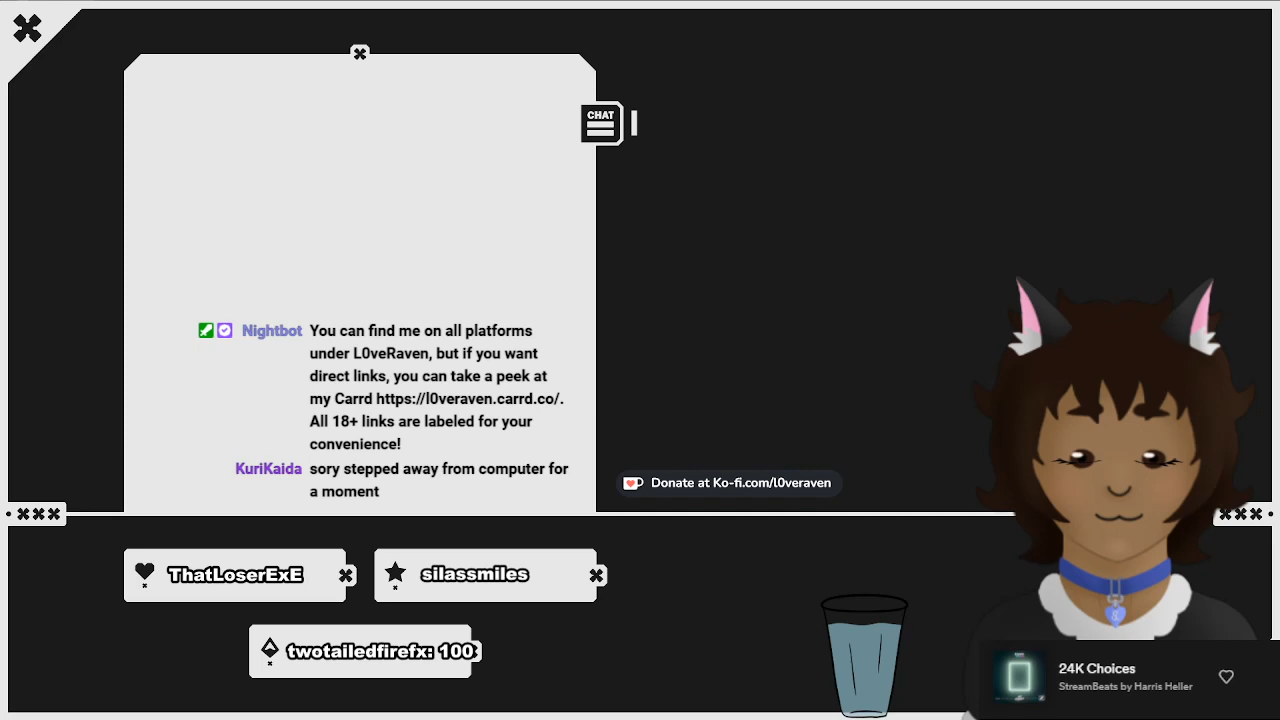 CHAT
Nightbot You can find me on all platforms
under L0veRaven, but if you want
direct links, you can take a peek at
my Carrd https://l0veraven.carrd.co/.
All 18+ links are labeled for your
convenience!
KuriKaida sory stepped away from computer for
a moment
Donate at Ko-fi.com/l0veraven
ThatLoserExE
silassmiles
twotailedfirefx: 100
24K Choices
StreamBeats by Harris Heller